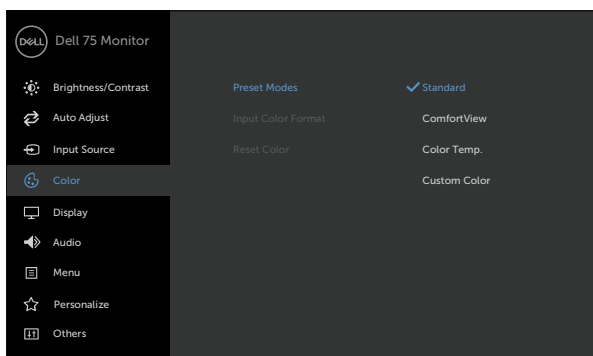 DELL
Dell 75 Monitor
Brightness/Contrast
Auto Adjust
Input Source
Color
Display
Audio
Menu
Personalize
Others
Preset Modes
Input Color Format
Reset Color
Standard
ComfortView
Color Temp.
Custom Color